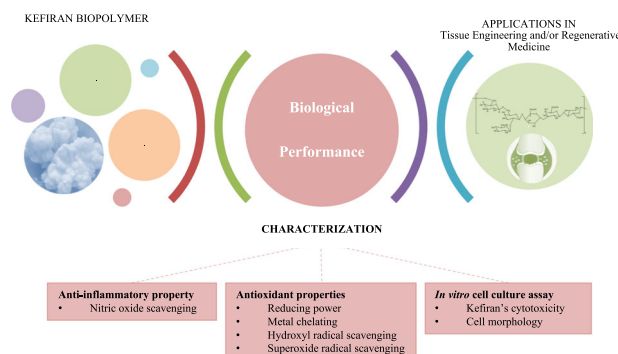 KEFIRAN BIOPOLYMER
APPLICATIONS IN
Tissue Engineering and/or Regenerative
Medicine
Biological
Performance
CHARACTERIZATION
Anti-inflammatory property
• Nitric oxide scavenging
Antioxidant properties
• Reducing power
• Metal chelating
• Hydroxyl radical scavenging
• Superoxide radical scavenging
In vitro cell culture assay
• Kefiran's cytotoxicity
• Cell morphology